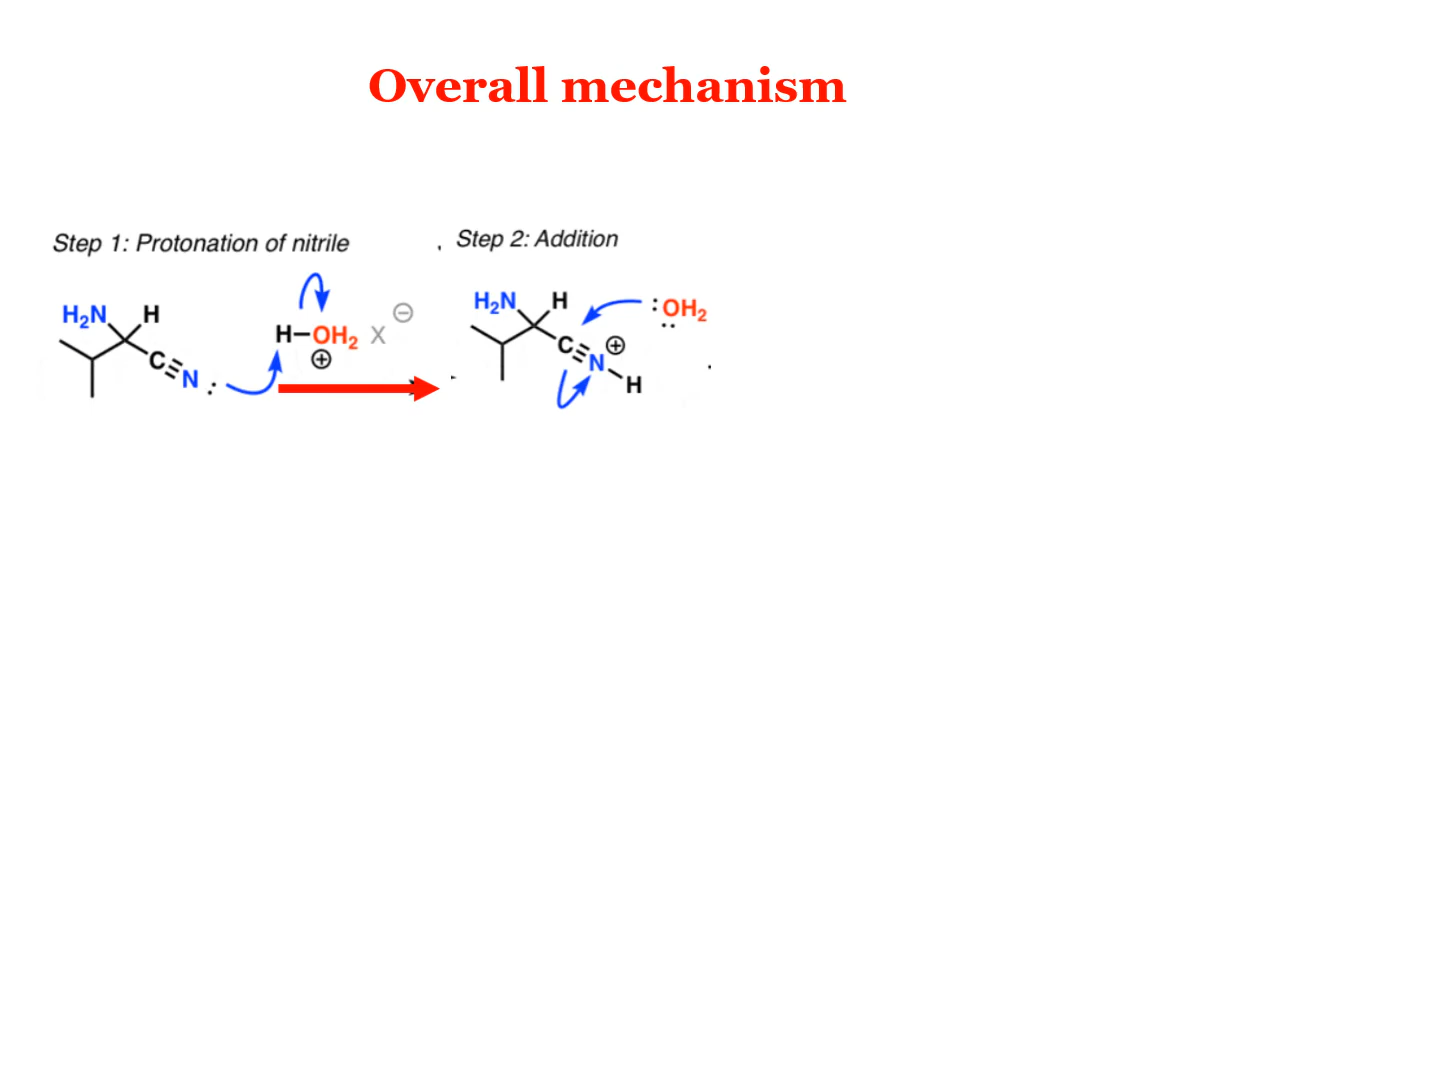 Overall mechanism
Step 1: Protonation of nitrile
Step 2: Addition
H₂N H
H–OH₂ X ⊖
⊕
C≡N :
H₂N H
:OH₂
C≡N ⊕
H